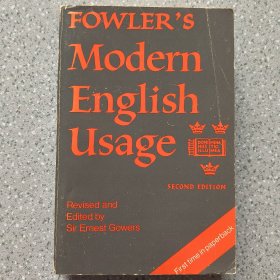 FOWLER'S
Modern
English
Usage
SECOND EDITION
Revised and
Edited by
Sir Ernest Gowers
First time in paperback